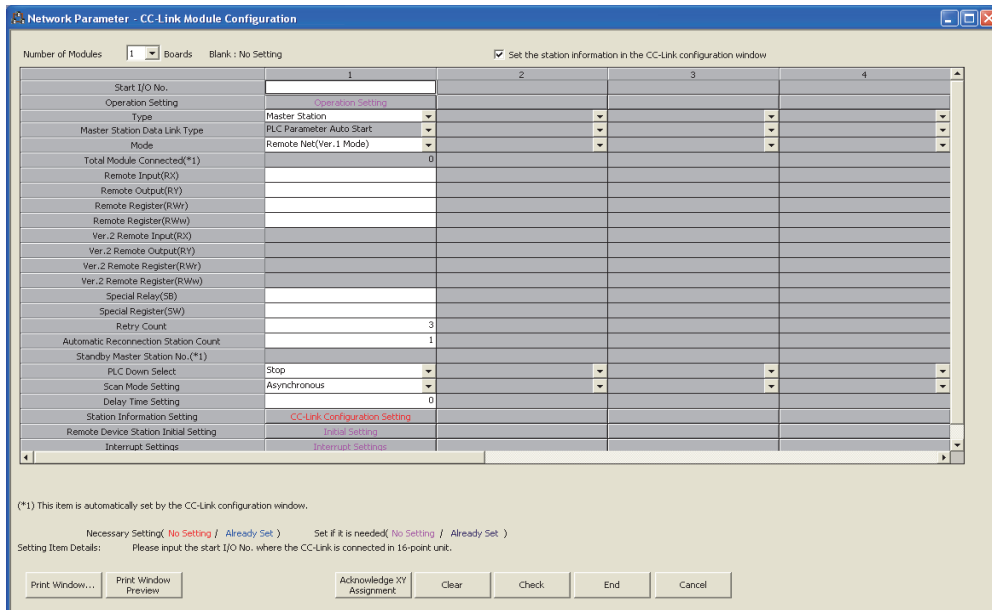 Network Parameter - CC-Link Module Configuration
Number of Modules 1 Boards Blank : No Setting Set the station information in the CC-Link configuration window
1 2 3 4
Start I/O No.
Operation Setting Operation Setting
Type Master Station
Master Station Data Link Type PLC Parameter Auto Start
Mode Remote Net(Ver.1 Mode)
Total Module Connected(*1) 0
Remote Input(RX)
Remote Output(RY)
Remote Register(RWr)
Remote Register(RWw)
Ver.2 Remote Input(RX)
Ver.2 Remote Output(RY)
Ver.2 Remote Register(RWr)
Ver.2 Remote Register(RWw)
Special Relay(SB)
Special Register(SW)
Retry Count 3
Automatic Reconnection Station Count 1
Standby Master Station No.(*1)
PLC Down Select Stop
Scan Mode Setting Asynchronous
Delay Time Setting 0
Station Information Setting CC-Link Configuration Setting
Remote Device Station Initial Setting Initial Setting
Interrupt Settings Interrupt Settings
(*1) This item is automatically set by the CC-Link configuration window.
Necessary Setting( No Setting / Already Set ) Set if it is needed( No Setting / Already Set )
Setting Item Details: Please input the start I/O No. where the CC-Link is connected in 16-point unit.
Print Window... Print Window Preview Acknowledge XY Assignment Clear Check End Cancel